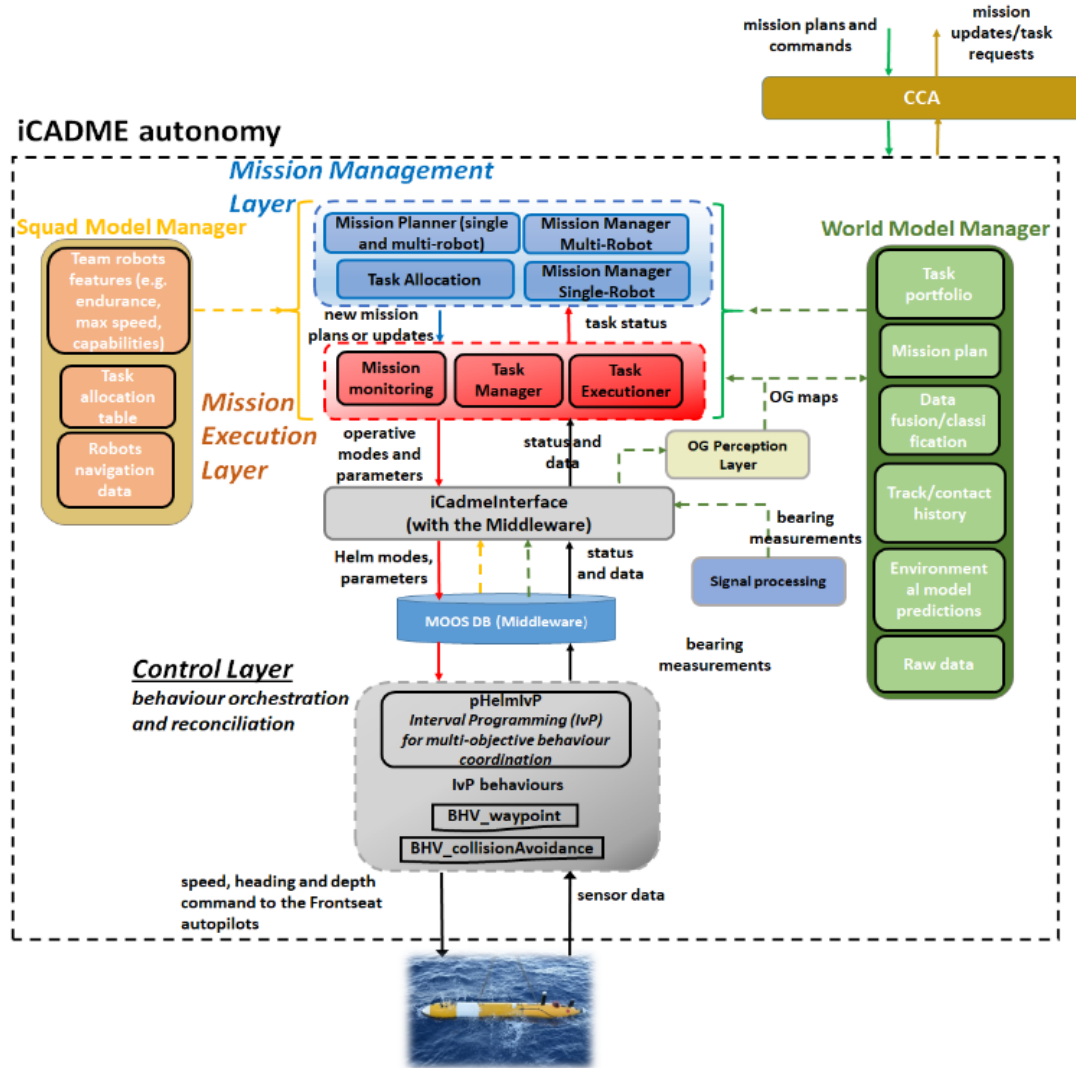 mission plans and
commands
mission
updates/task
requests
CCA
iCADME autonomy
Mission Management
Layer
Squad Model Manager
World Model Manager
Team robots
features (e.g.
endurance,
max speed,
capabilities)
Task
allocation
table
Robots
navigation
data
Mission Planner (single
and multi-robot)
Mission Manager
Multi-Robot
Task Allocation
Mission Manager
Single-Robot
new mission
plans or updates
task status
Mission
Execution
Layer
Mission
monitoring
Task
Manager
Task
Executioner
Task
portfolio
Mission plan
Data
fusion/classi
fication
Track/contact
history
Environment
al model
predictions
Raw data
OG maps
operative
modes and
parameters
status and
data
OG Perception
Layer
iCadmeInterface
(with the Middleware)
bearing
measurements
Helm modes,
parameters
status
and data
Signal processing
MOOS DB (Middleware)
bearing
measurements
Control Layer
behaviour orchestration
and reconciliation
pHelmIvP
Interval Programming (IvP)
for multi-objective behaviour
coordination
IvP behaviours
BHV_waypoint
BHV_collisionAvoidance
speed, heading and depth
command to the Frontseat
autopilots
sensor data